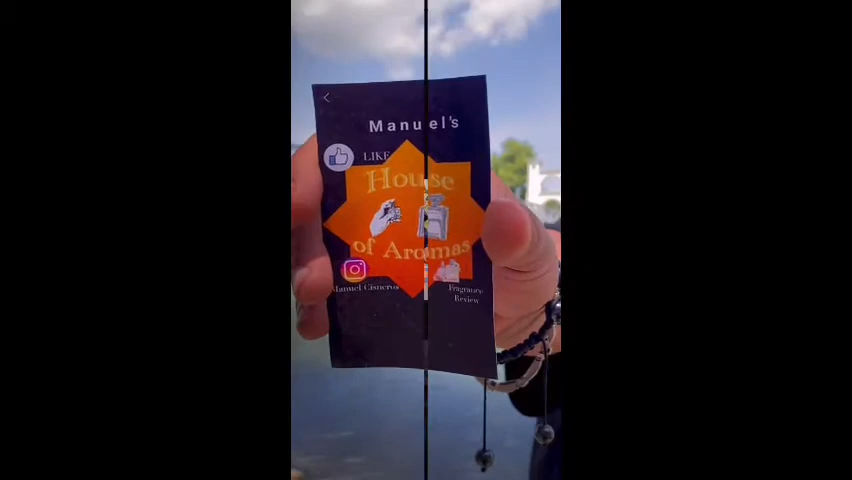 Manuel's
LIKE
House
of Aromas
Manuel Cisneros
Fragrance
Review